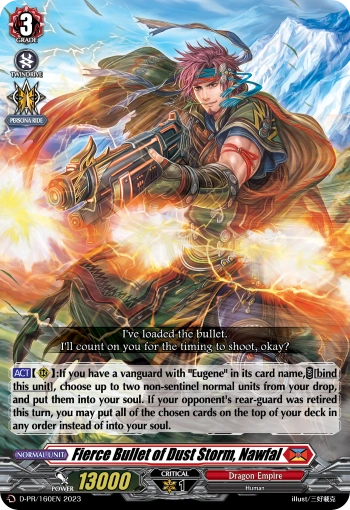 3
GRADE
TWINDRIVE
PERSONA RIDE
I've loaded the bullet.
I'll count on you for the timing to shoot, okay?
ACT【】:If you have a vanguard with "Eugene" in its card name, [bind
this unit], choose up to two non-sentinel normal units from your drop,
and put them into your soul. If your opponent's rear-guard was retired
this turn, you may put all of the chosen cards on the top of your deck in
any order instead of into your soul.
NORMAL UNIT Fierce Bullet of Dust Storm, Nawfal
POWER 13000 CRITICAL 1 Dragon Empire
Human
D-PR/160EN 2023 illust/三好載克